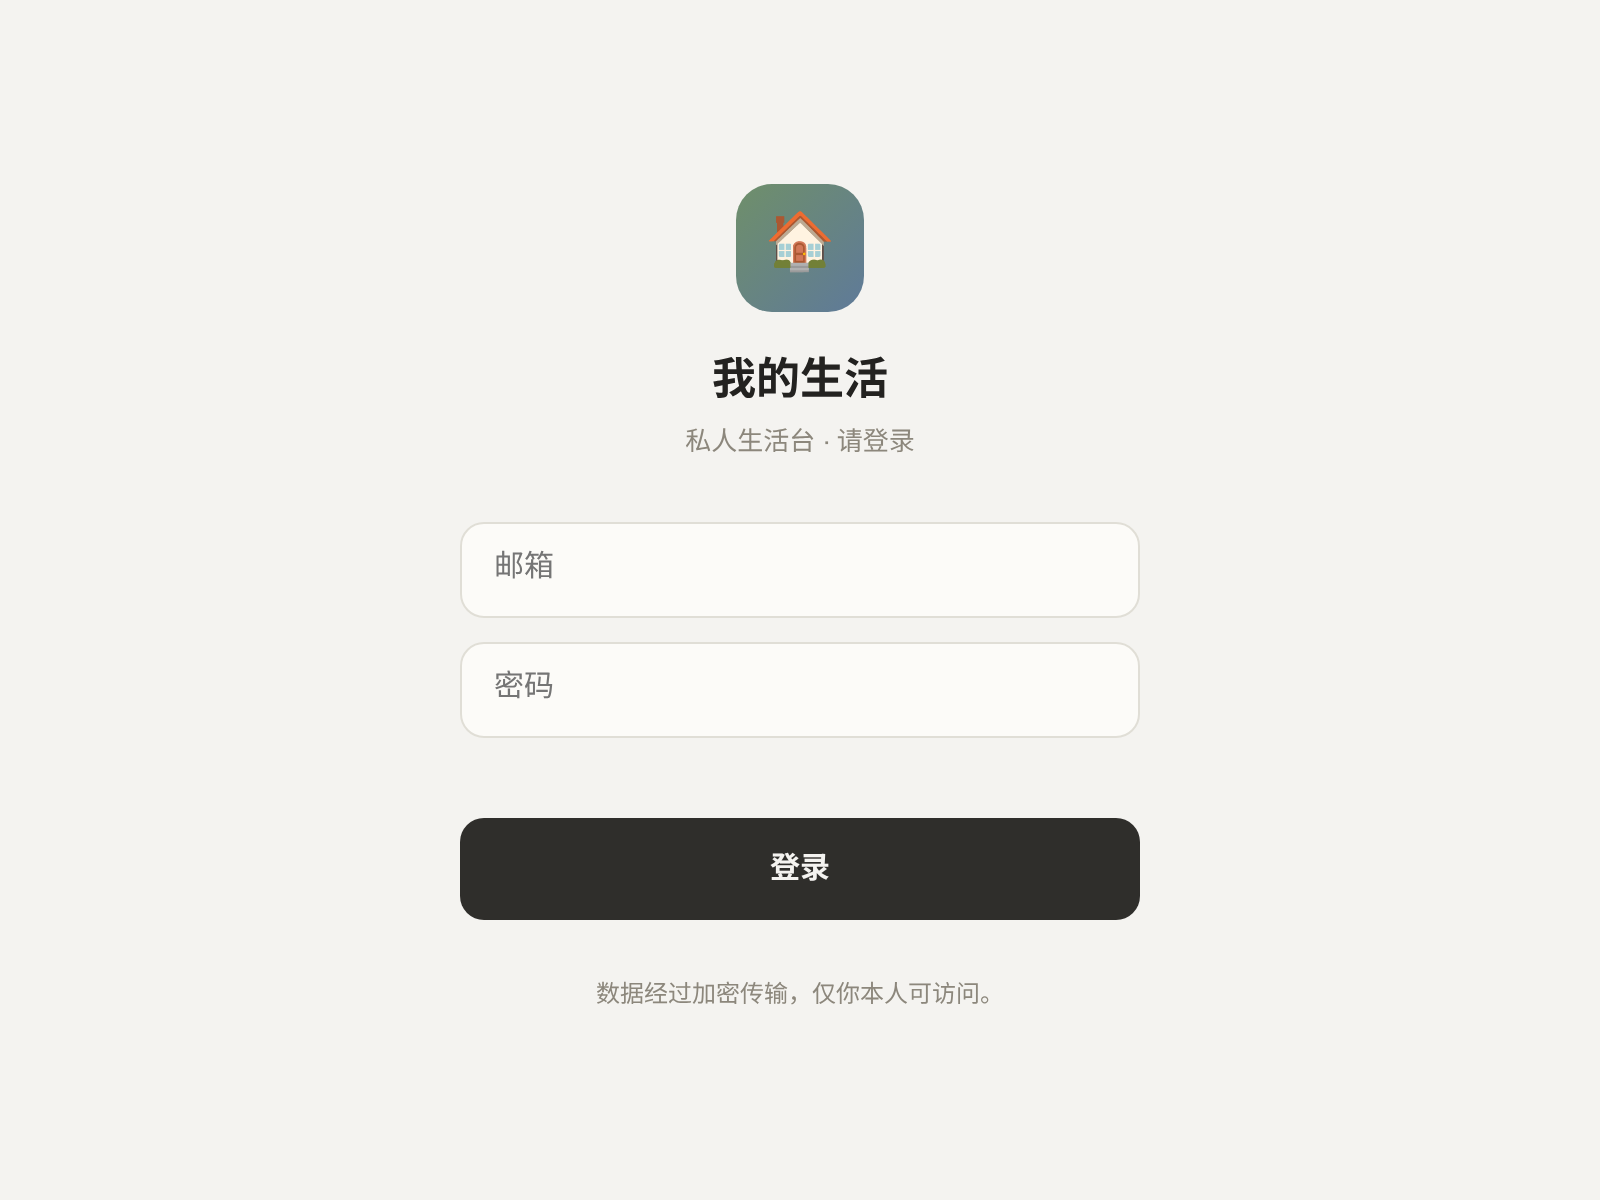 我的生活
私人生活台 · 请登录
邮箱
密码
登录
数据经过加密传输，仅你本人可访问。